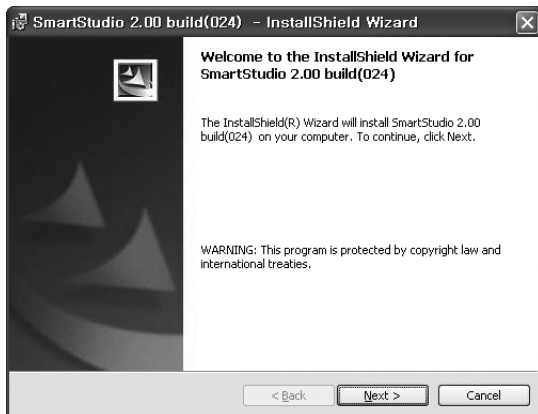 SmartStudio 2.00 build(024) - InstallShield Wizard
Welcome to the InstallShield Wizard for
SmartStudio 2.00 build(024)
The InstallShield(R) Wizard will install SmartStudio 2.00
build(024) on your computer. To continue, click Next.
WARNING: This program is protected by copyright law and
international treaties.
< Back
Next >
Cancel